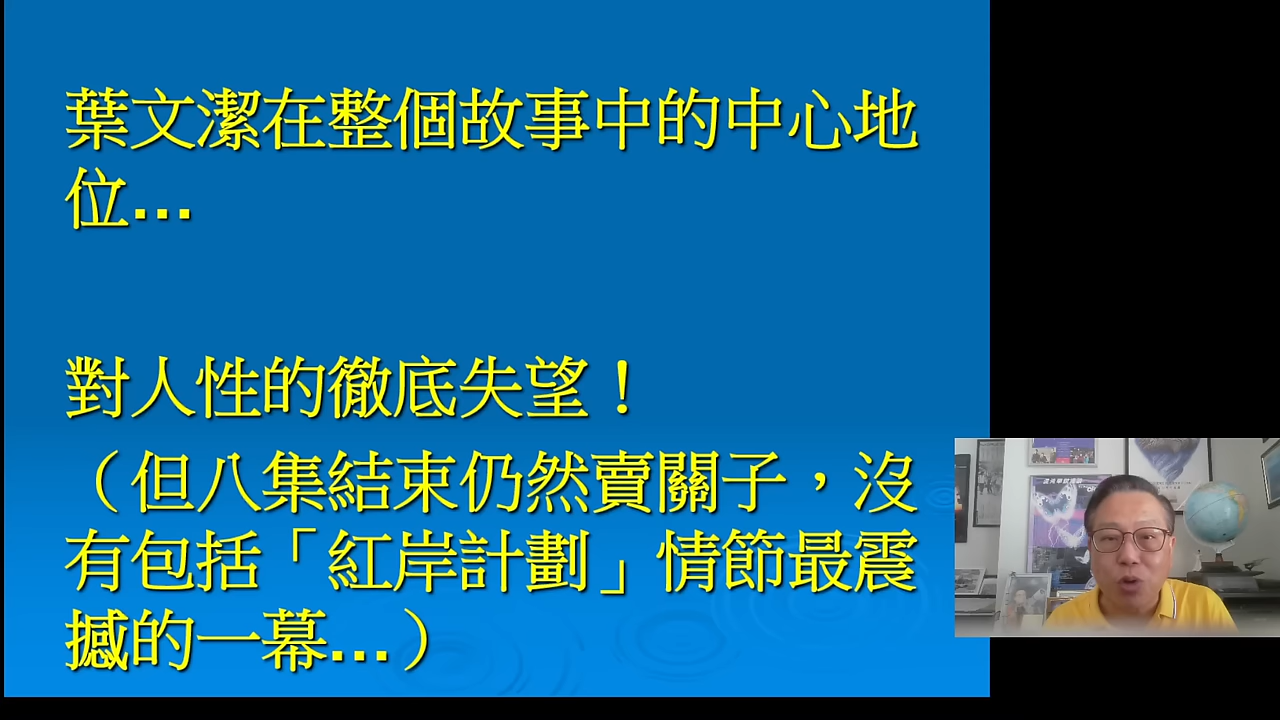 葉文潔在整個故事中的中心地
位...
對人性的徹底失望！
（但八集結束仍然賣關子，沒
有包括「紅岸計劃」情節最震
撼的一幕...）